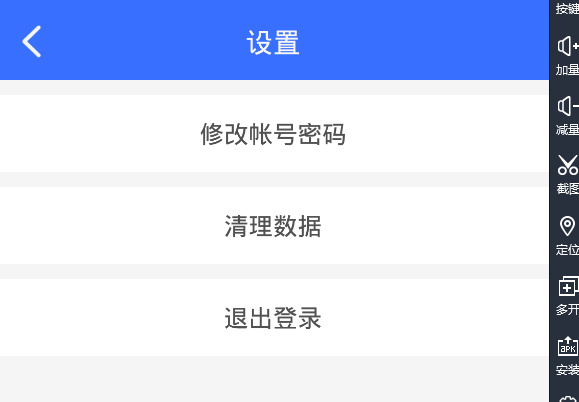 设置
修改帐号密码
清理数据
退出登录
按键
加量
减量
截图
定位
多开
APK
安装